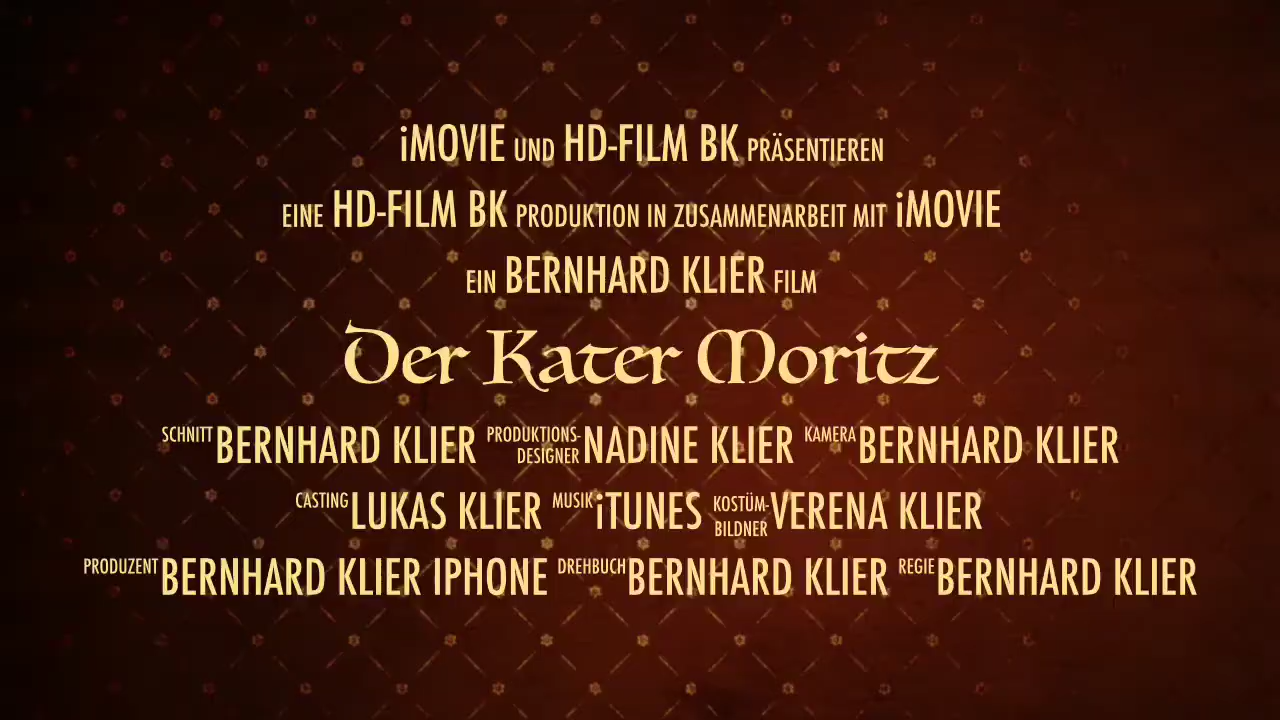 iMOVIE UND HD-FILM BK PRÄSENTIEREN
EINE HD-FILM BK PRODUKTION IN ZUSAMMENARBEIT MIT iMOVIE
EIN BERNHARD KLIER FILM
Der Kater Moritz
SCHNITT BERNHARD KLIER PRODUKTIONS-DESIGNER NADINE KLIER KAMERA BERNHARD KLIER
CASTING LUKAS KLIER MUSIK iTUNES KOSTÜM-BILDNER VERENA KLIER
PRODUZENT BERNHARD KLIER IPHONE DREHBUCH BERNHARD KLIER REGIE BERNHARD KLIER